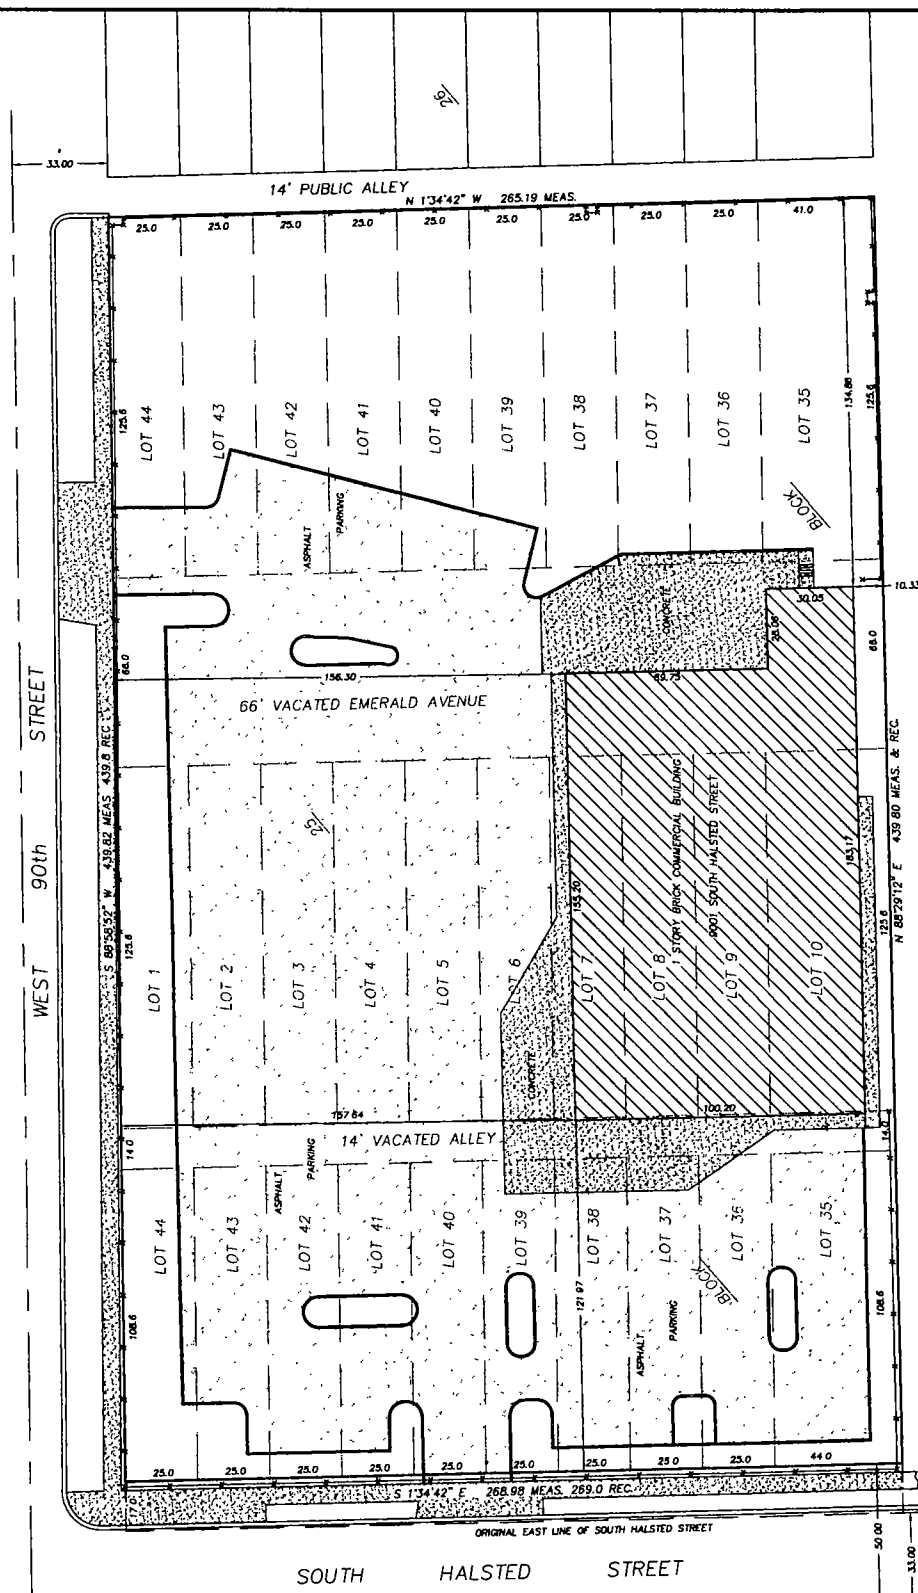 26
33.00
14' PUBLIC ALLEY
N 1°34'42" W 265.19 MEAS.
25.0 25.0 25.0 25.0 25.0 25.0 25.0 25.0 25.0 41.0
125.6
LOT 44
LOT 43
LOT 42
LOT 41
LOT 40
LOT 39
LOT 38
LOT 37
LOT 36
LOT 35
134.86
125.6
BLOCK
ASPHALT
PARKING
10.33
30.05
28.06
CONCRETE
66.0
66.0
156.30
69.73
66' VACATED EMERALD AVENUE
WEST 90th STREET
S 88°58'52" W 439.82 MEAS 439.8 REC.
N 88°29'12" E 439.80 MEAS. & REC.
25
1 STORY BRICK COMMERCIAL BUILDING
9001 SOUTH HALSTED STREET
155.20
183.17
125.6
125.6
LOT 1
LOT 2
LOT 3
LOT 4
LOT 5
LOT 6
LOT 7
LOT 8
LOT 9
LOT 10
CONCRETE
157.64
100.20
14.0
14' VACATED ALLEY
14.0
ASPHALT
PARKING
LOT 44
LOT 43
LOT 42
LOT 41
LOT 40
LOT 39
LOT 38
LOT 37
LOT 36
LOT 35
BLOCK
121.97
108.6
108.6
ASPHALT
PARKING
25.0 25.0 25.0 25.0 25.0 25.0 25.0 25.0 44.0
S 1°34'42" E 268.98 MEAS. 269.0 REC.
ORIGINAL EAST LINE OF SOUTH HALSTED STREET
50.00
33.00
SOUTH HALSTED STREET